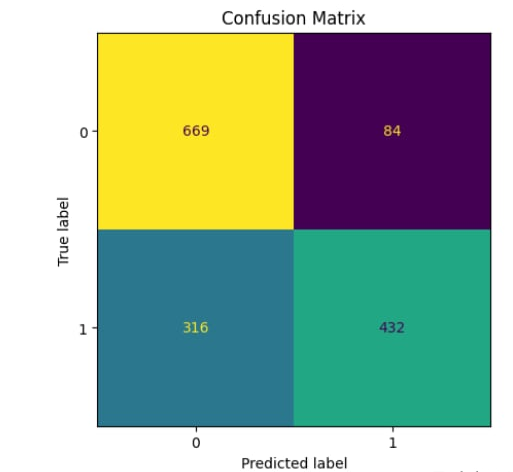 Confusion Matrix
0
669
84
True label
1
316
432
0
1
Predicted label